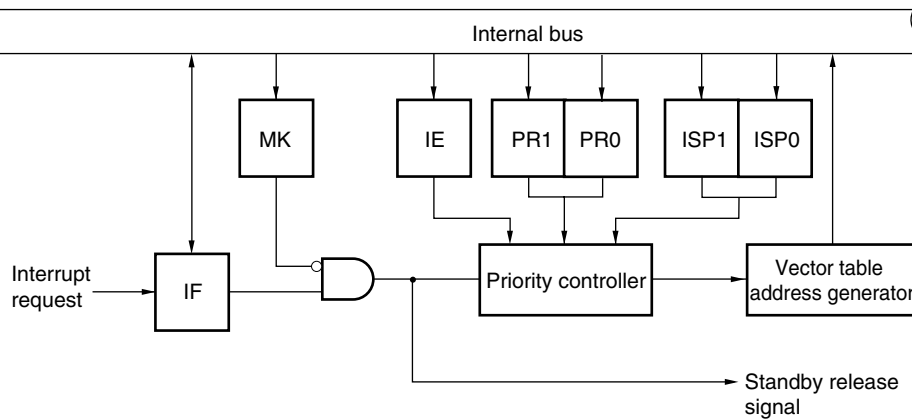 Internal bus
MK
IE
PR1
PR0
ISP1
ISP0
Interrupt
request
IF
Priority controller
Vector table
address generator
Standby release
signal